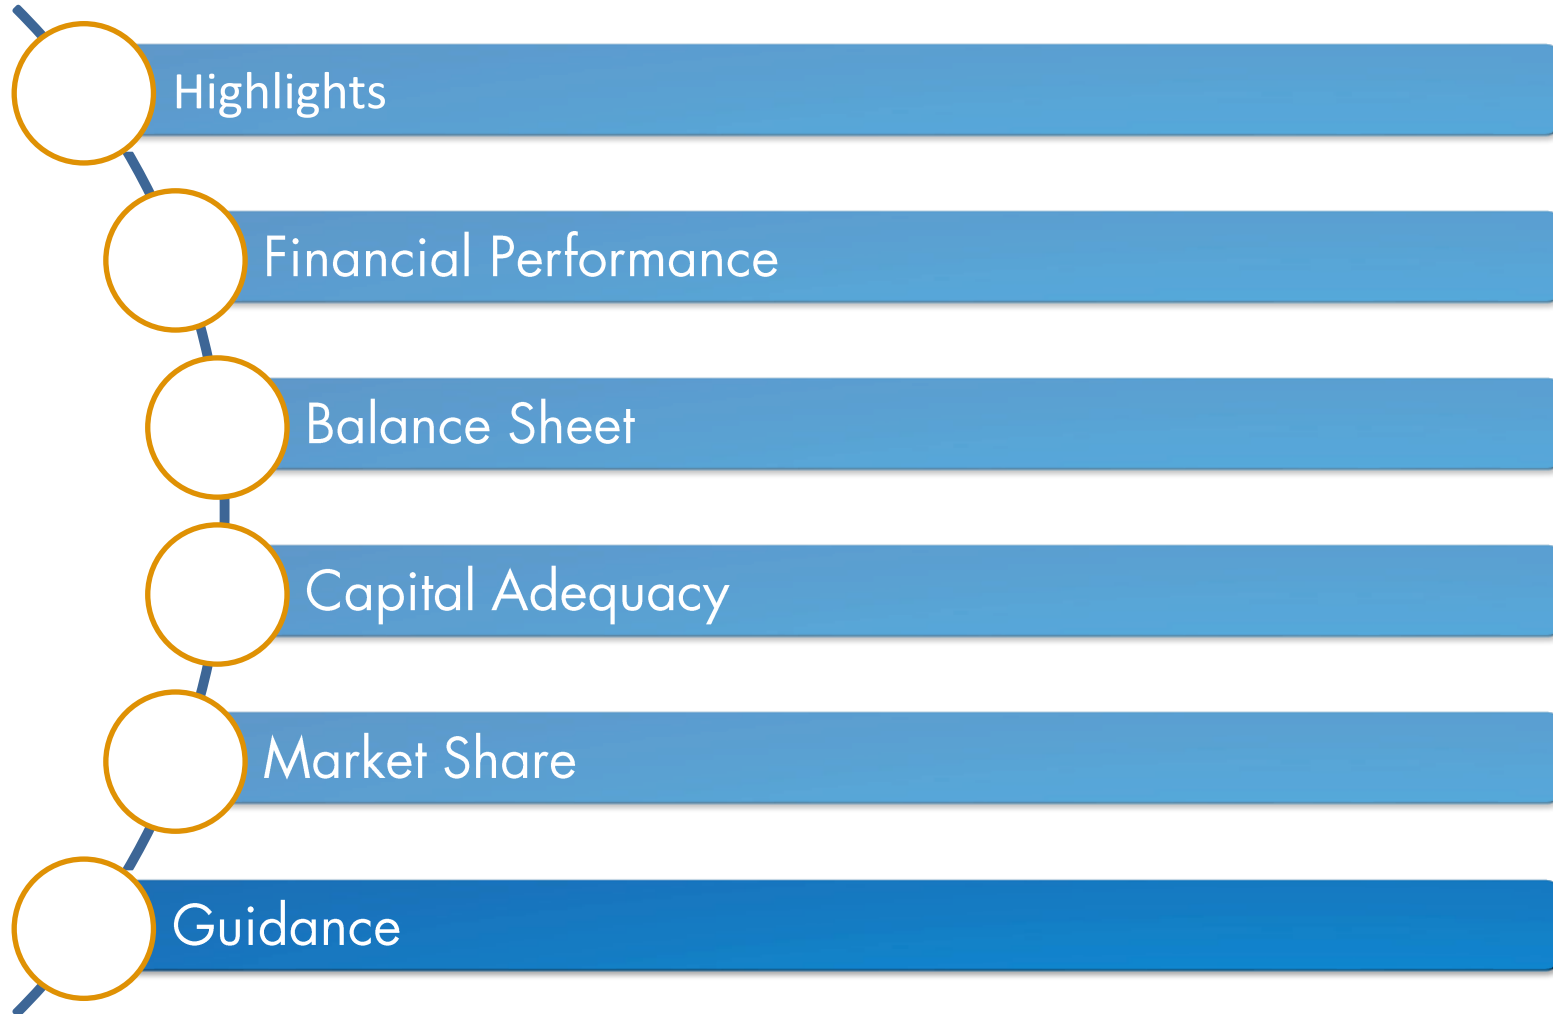 Highlights
Financial Performance
Balance Sheet
Capital Adequacy
Market Share
Guidance